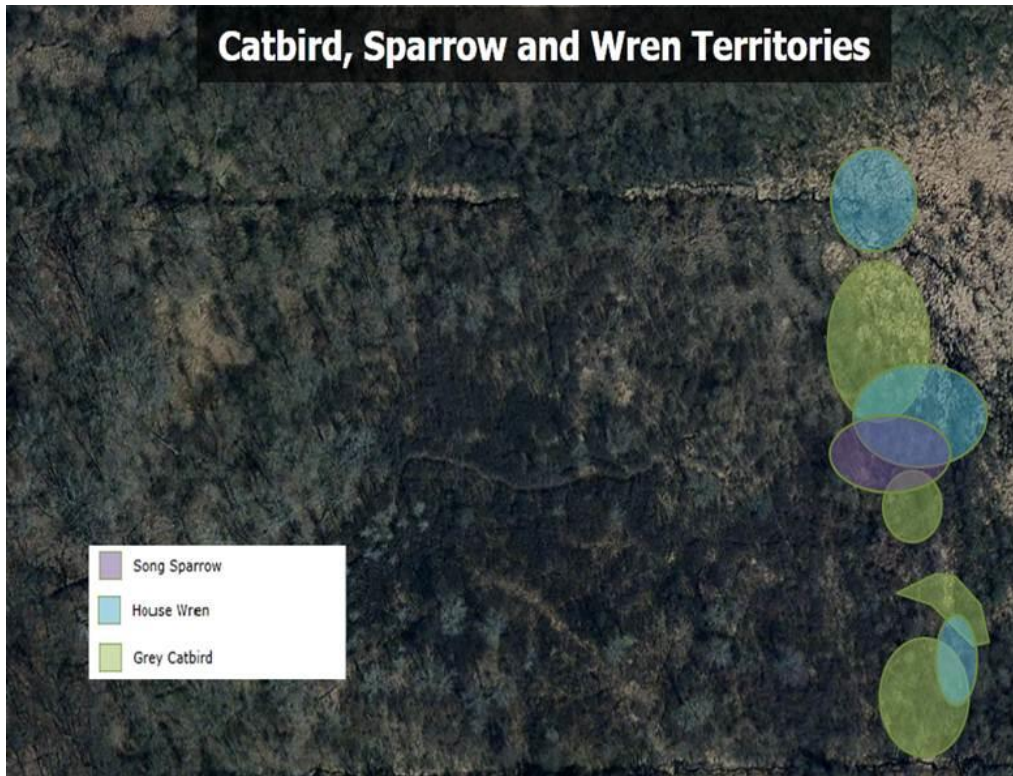 Catbird, Sparrow and Wren Territories
Song Sparrow
House Wren
Grey Catbird